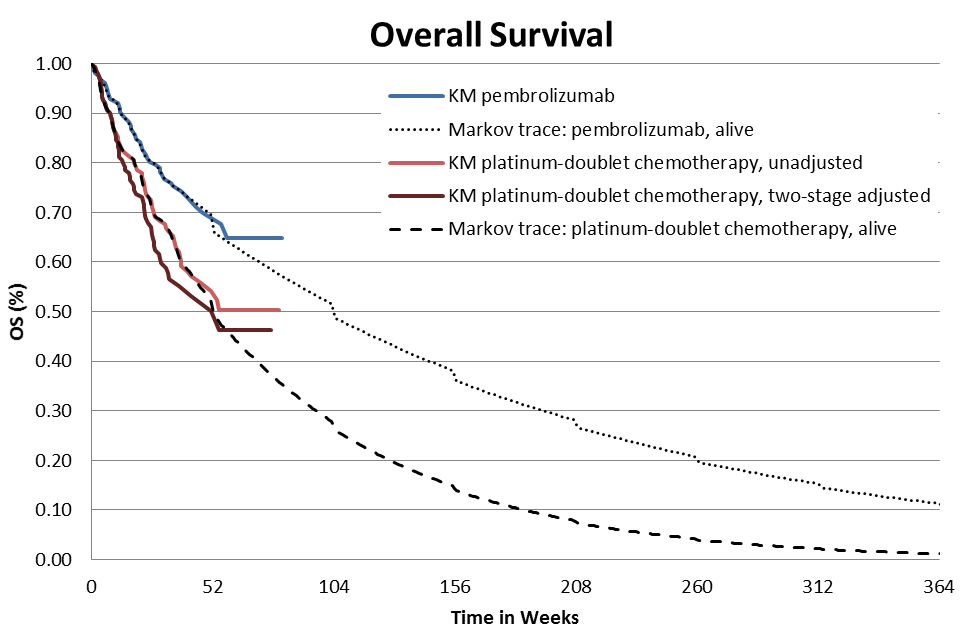 Overall Survival
1.00
0.90
0.80
0.70
0.60
0.50
0.40
0.30
0.20
0.10
0.00
OS (%)
KM pembrolizumab
Markov trace: pembrolizumab, alive
KM platinum-doublet chemotherapy, unadjusted
KM platinum-doublet chemotherapy, two-stage adjusted
Markov trace: platinum-doublet chemotherapy, alive
0 52 104 156 208 260 312 364
Time in Weeks